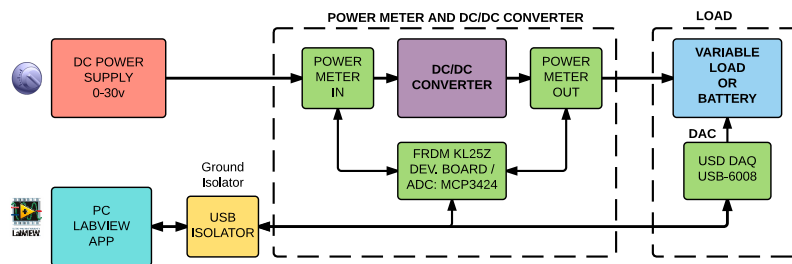 POWER METER AND DC/DC CONVERTER
LOAD
DC POWER
SUPPLY
0-30v
POWER
METER
IN
DC/DC
CONVERTER
POWER
METER
OUT
VARIABLE
LOAD
OR
BATTERY
DAC
FRDM KL25Z
DEV. BOARD /
ADC: MCP3424
USD DAQ
USB-6008
Ground
Isolator
LabVIEW
PC
LABVIEW
APP
USB
ISOLATOR